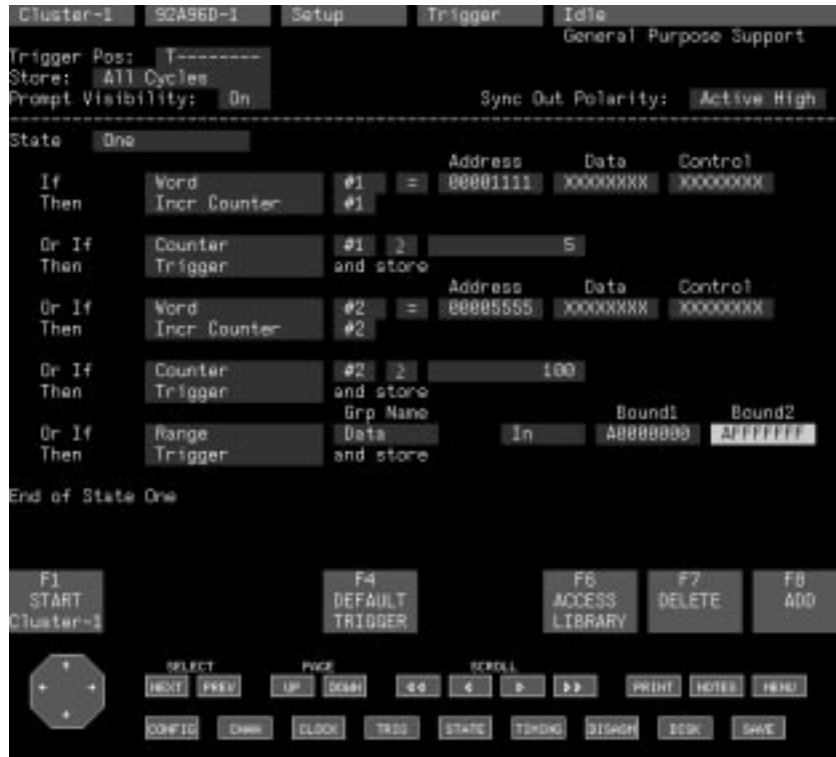 Cluster-1 92A96D-1 Setup Trigger Idle
General Purpose Support
Trigger Pos: T--------
Store: All Cycles
Prompt Visibility: On Sync Out Polarity: Active High
State One
Address Data Control
If Word #1 = 00001111 XXXXXXXX XXXXXXXX
Then Incr Counter #1
Or If Counter #1 ≥ 5
Then Trigger and store
Address Data Control
Or If Word #2 = 00005555 XXXXXXXX XXXXXXXX
Then Incr Counter #2
Or If Counter #2 ≥ 100
Then Trigger and store
Grp Name Bound1 Bound2
Or If Range Data In A0000000 AFFFFFFF
Then Trigger and store
End of State One
F1 F4 F6 F7 F8
START DEFAULT ACCESS DELETE ADD
Cluster-1 TRIGGER LIBRARY
SELECT PAGE SCROLL
NEXT PREV UP DOWN PRINT NOTES MENU
CONFIG CHAN CLOCK TRIG STATE TIMING DISASM DISK SAVE